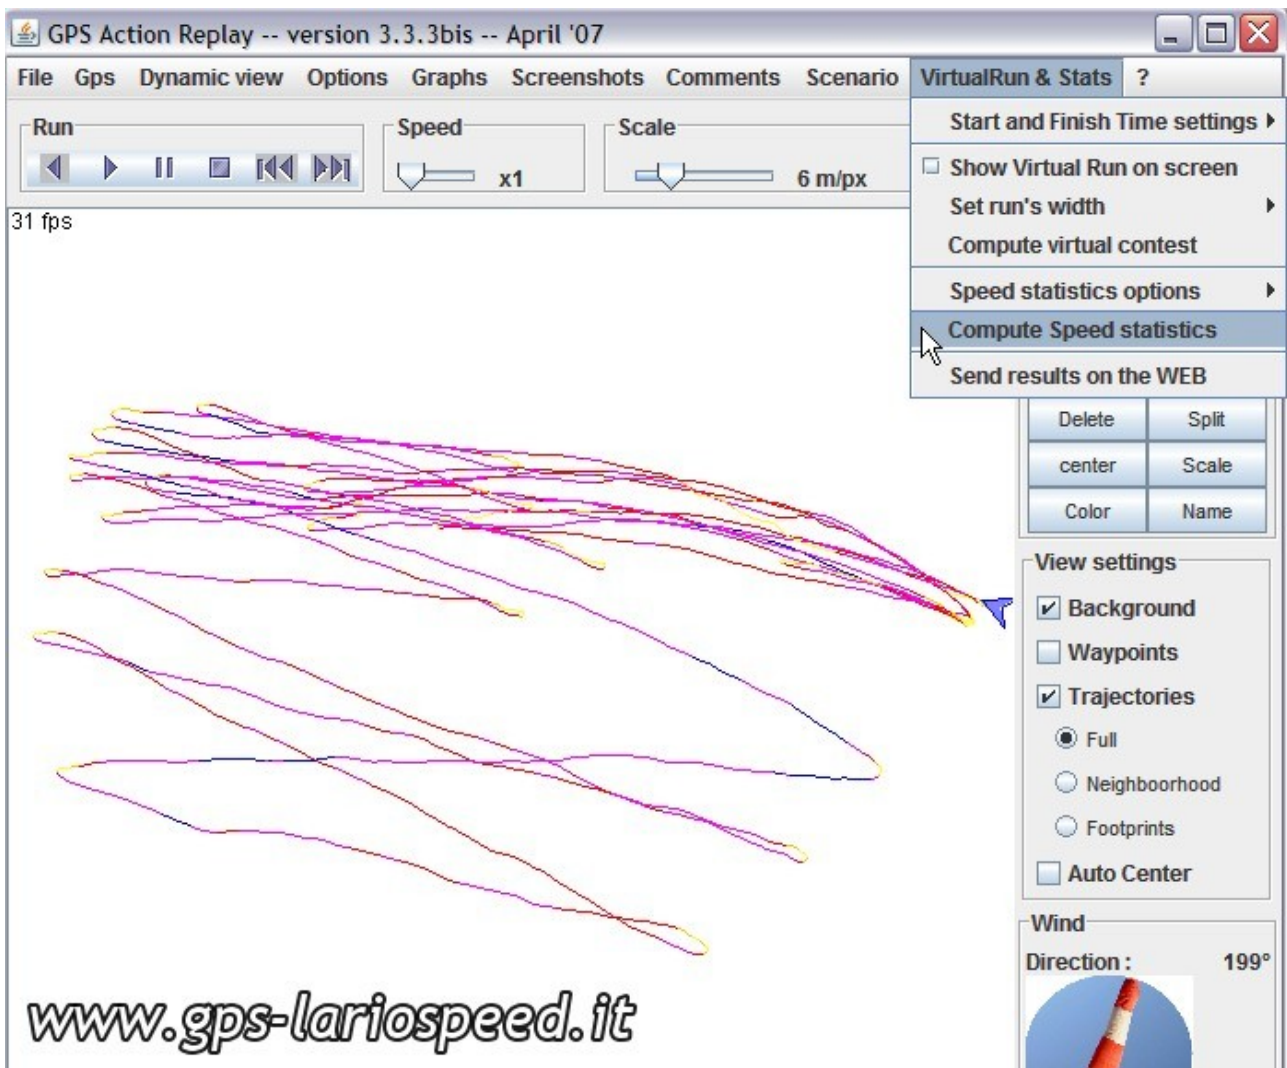 GPS Action Replay -- version 3.3.3bis -- April '07
File Gps Dynamic view Options Graphs Screenshots Comments Scenario VirtualRun & Stats ?
Run
Speed
x1
Scale
6 m/px
Start and Finish Time settings
Show Virtual Run on screen
Set run's width
Compute virtual contest
Speed statistics options
Compute Speed statistics
Send results on the WEB
31 fps
Delete Split
center Scale
Color Name
View settings
Background
Waypoints
Trajectories
Full
Neighboorhood
Footprints
Auto Center
Wind
Direction : 199°
www.gps-lariospeed.it